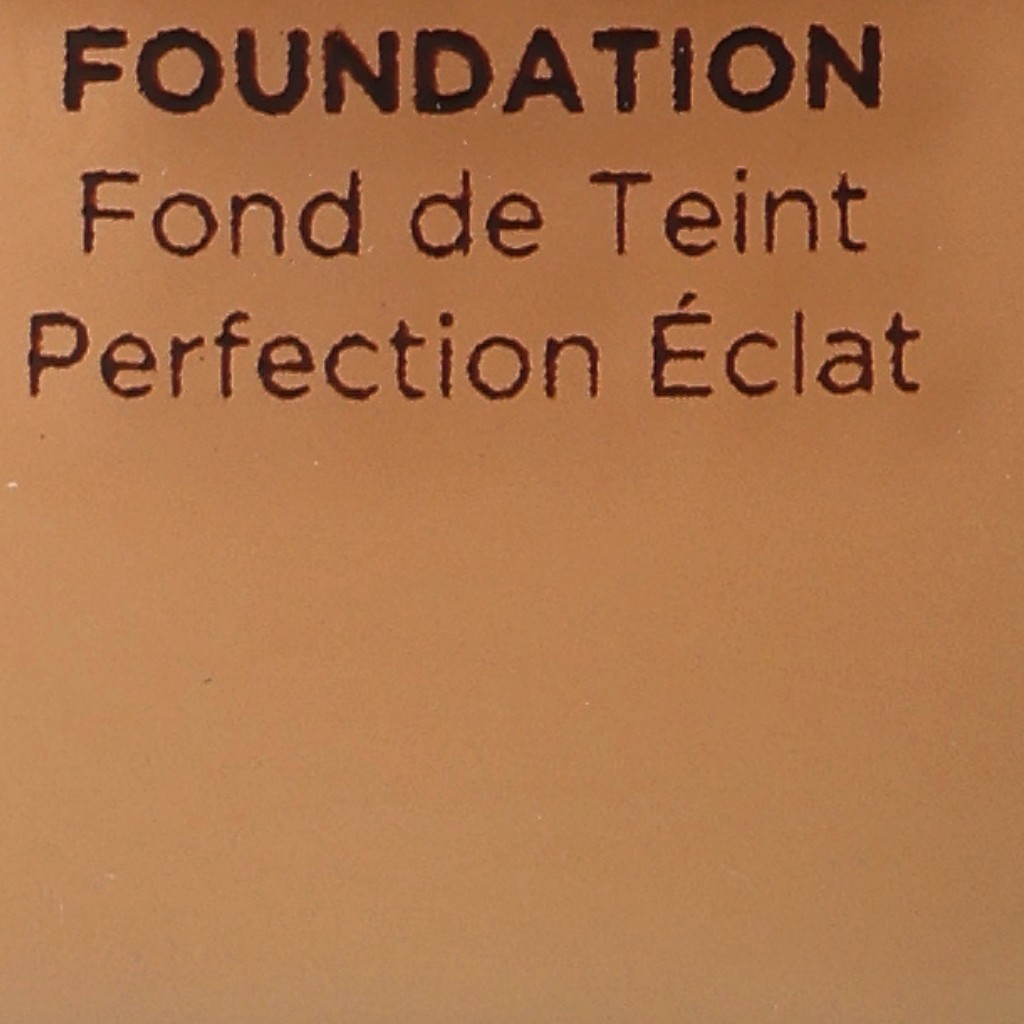 FOUNDATION
Fond de Teint
Perfection Éclat